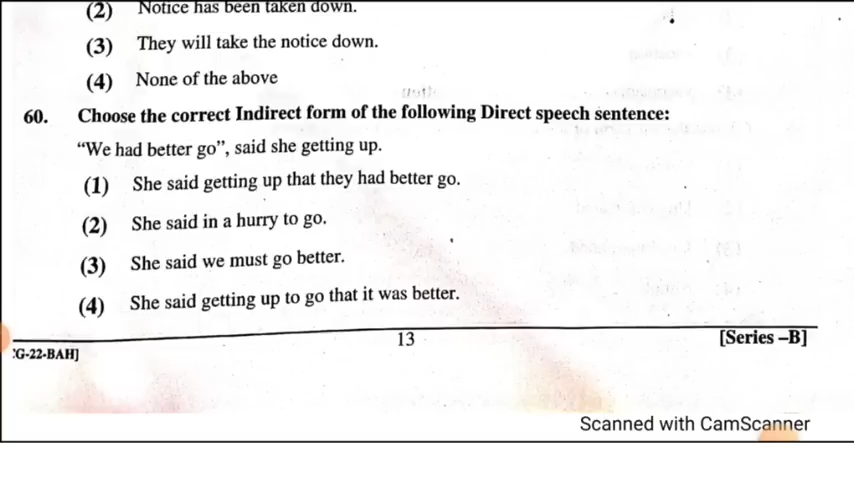 (2) Notice has been taken down.
(3) They will take the notice down.
(4) None of the above
60. Choose the correct Indirect form of the following Direct speech sentence:
“We had better go”, said she getting up.
(1) She said getting up that they had better go.
(2) She said in a hurry to go.
(3) She said we must go better.
(4) She said getting up to go that it was better.
13
[Series –B]
G-22-BAH]
Scanned with CamScanner